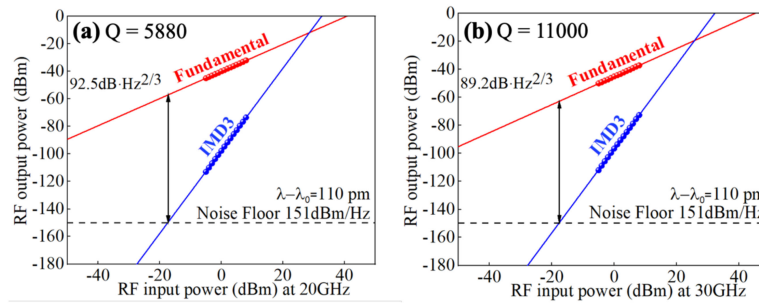 (a) Q = 5880
Fundamental
92.5dB·Hz2/3
IMD3
λ−λ0=110 pm
Noise Floor 151dBm/Hz
RF output power (dBm)
0
-20
-40
-60
-80
-100
-120
-140
-160
-180
-40
-20
0
20
40
RF input power (dBm) at 20GHz
(b) Q = 11000
Fundamental
89.2dB·Hz2/3
IMD3
λ−λ0=110 pm
Noise Floor 151dBm/Hz
RF output power (dBm)
0
-20
-40
-60
-80
-100
-120
-140
-160
-180
-40
-20
0
20
40
RF input power (dBm) at 30GHz